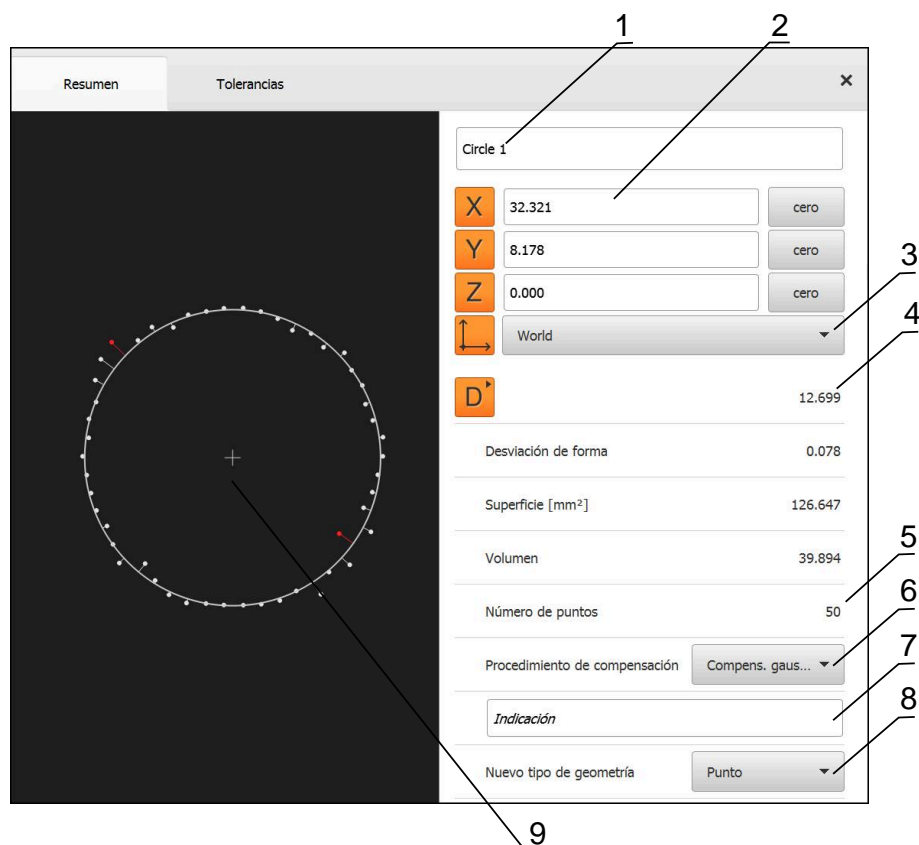 1 2
Resumen Tolerancias ×
Circle 1
X 32.321 cero
Y 8.178 cero
Z 0.000 cero
3
World
4
D 12.699
Desviación de forma 0.078
Superficie [mm²] 126.647
Volumen 39.894
5
Número de puntos 50
6
Procedimiento de compensación Compens. gaus...
7
Indicación
8
Nuevo tipo de geometría Punto
9